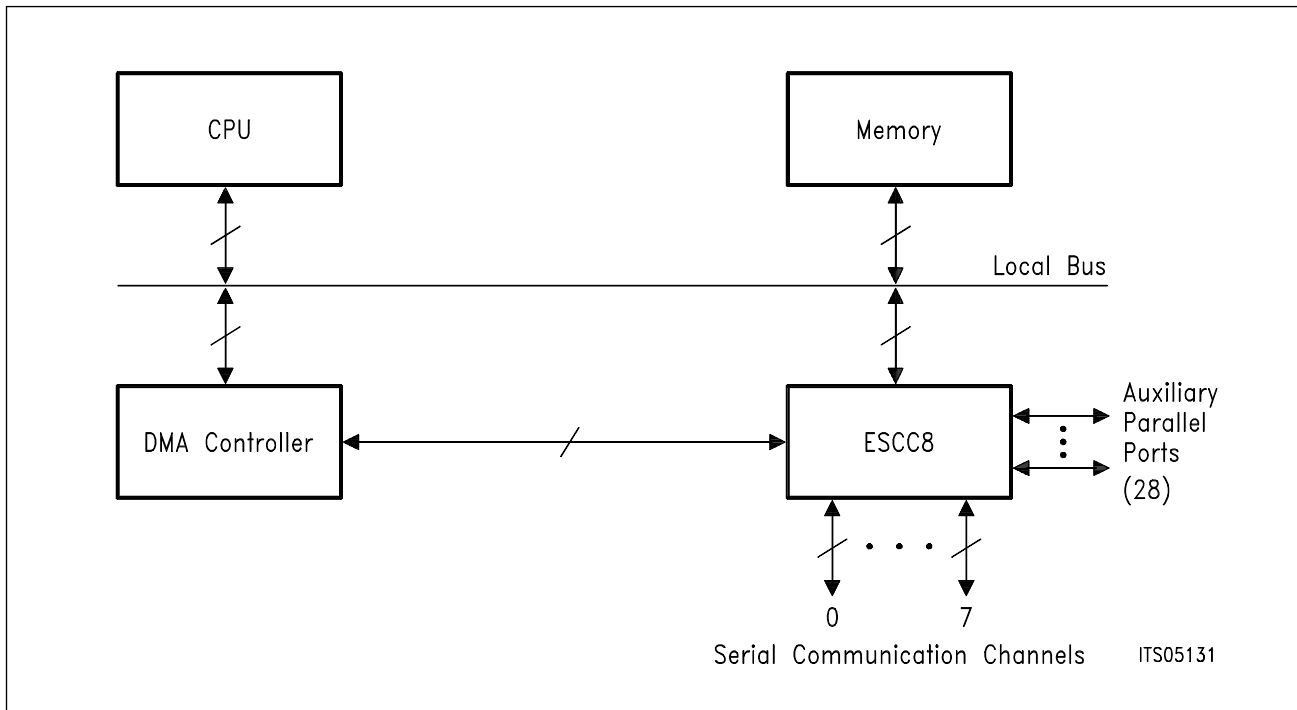 CPU
Memory
Local Bus
DMA Controller
ESCC8
Auxiliary
Parallel
Ports
(28)
0 7
Serial Communication Channels
ITS05131